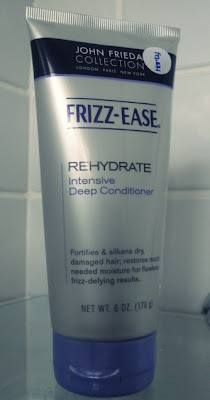 JOHN FRIEDA
COLLECTION
LONDON PARIS NEW YORK
FRIZZ-EASE
REHYDRATE
Intensive
Deep Conditioner
Fortifies & silkens dry,
damaged hair; restores much
needed moisture for flawless
frizz-defying results.
NET WT. 6 OZ. (170 g)